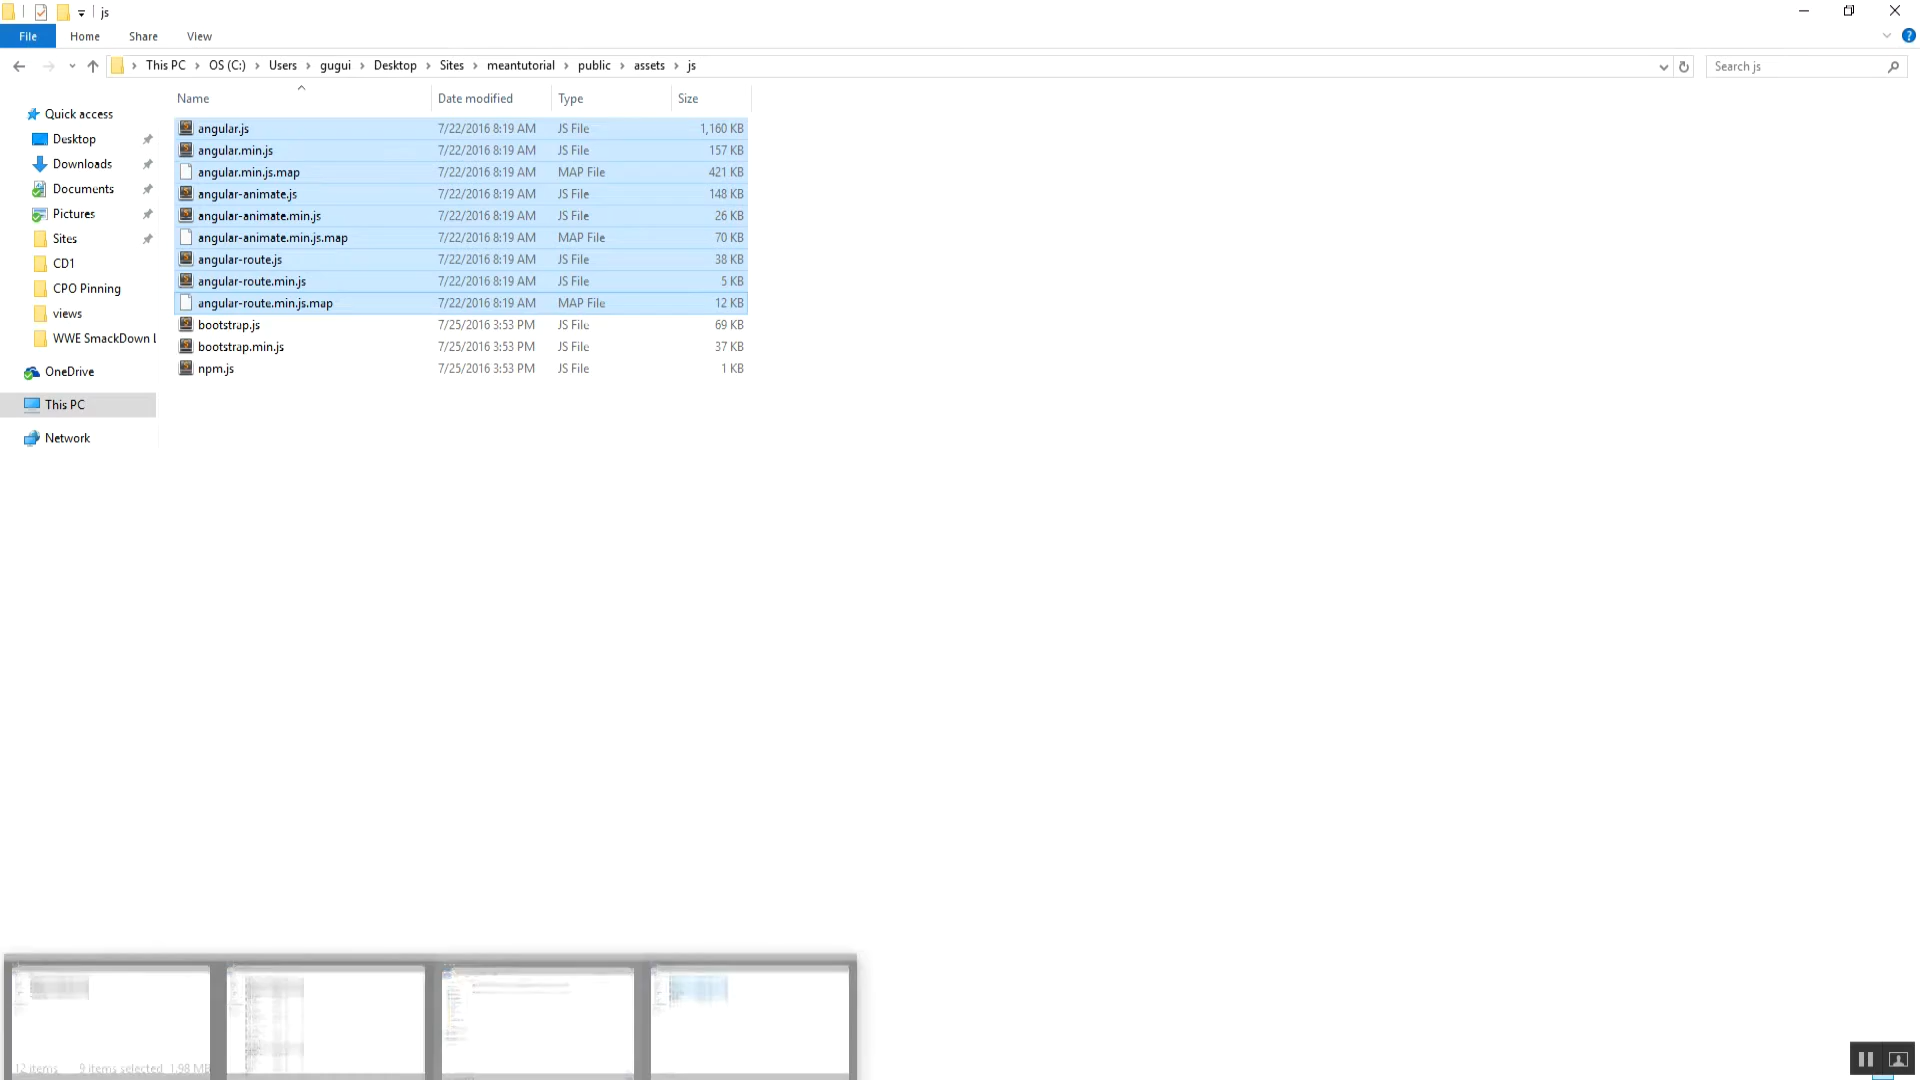 js
File Home Share View
This PC OS (C:) Users gugui Desktop Sites meantutorial public assets js
Search js
Name Date modified Type Size
Quick access
Desktop
Downloads
Documents
Pictures
Sites
CD1
CPO Pinning
views
WWE SmackDown
OneDrive
This PC
Network
angular.js 7/22/2016 8:19 AM JS File 1,160 KB
angular.min.js 7/22/2016 8:19 AM JS File 157 KB
angular.min.js.map 7/22/2016 8:19 AM MAP File 421 KB
angular-animate.js 7/22/2016 8:19 AM JS File 148 KB
angular-animate.min.js 7/22/2016 8:19 AM JS File 26 KB
angular-animate.min.js.map 7/22/2016 8:19 AM MAP File 70 KB
angular-route.js 7/22/2016 8:19 AM JS File 38 KB
angular-route.min.js 7/22/2016 8:19 AM JS File 5 KB
angular-route.min.js.map 7/22/2016 8:19 AM MAP File 12 KB
bootstrap.js 7/25/2016 3:53 PM JS File 69 KB
bootstrap.min.js 7/25/2016 3:53 PM JS File 37 KB
npm.js 7/25/2016 3:53 PM JS File 1 KB
12 items 9 items selected 1.98 MB